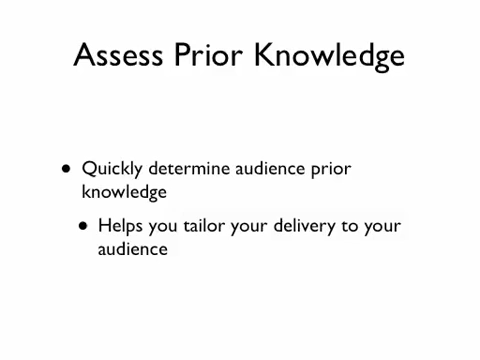 Assess Prior Knowledge
• Quickly determine audience prior
knowledge
• Helps you tailor your delivery to your
audience